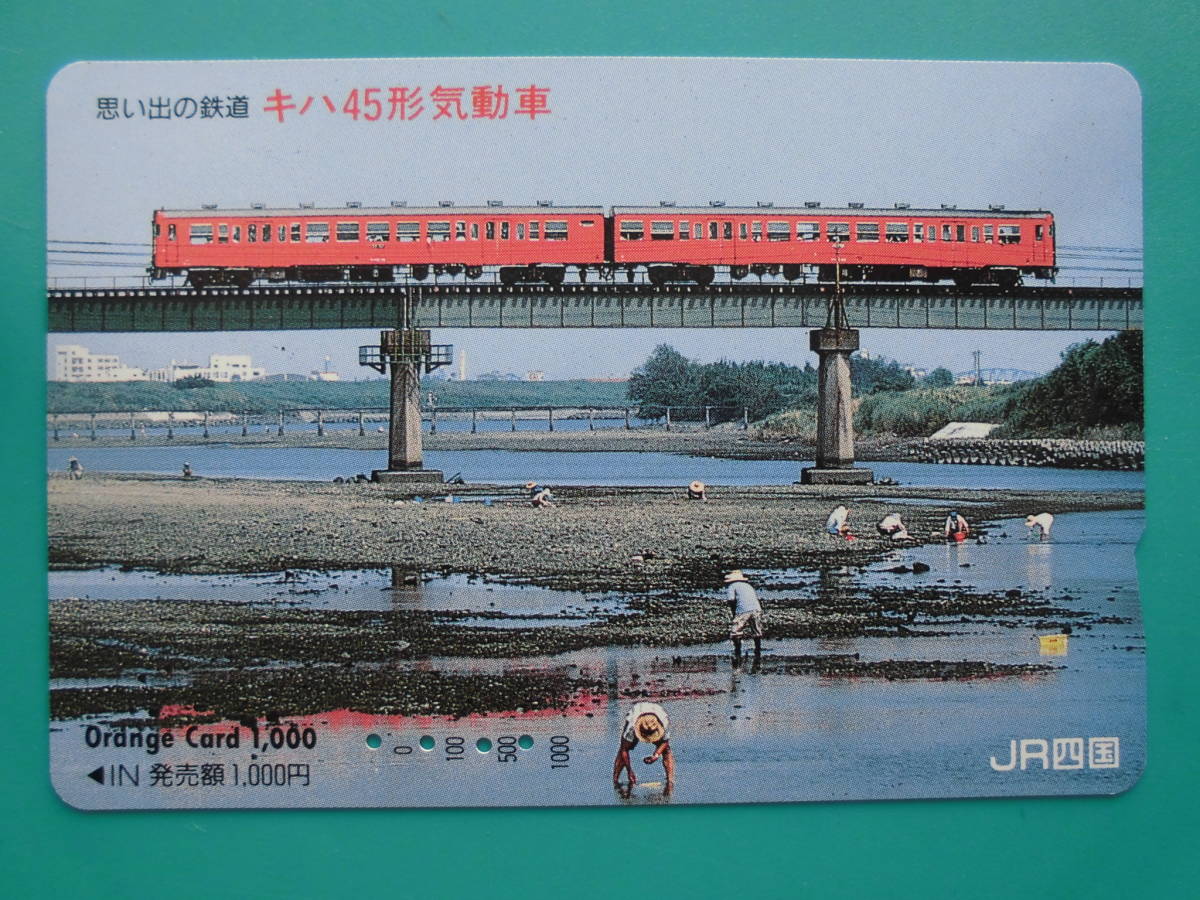 思い出の鉄道 キハ45形気動車
Orange Card 1,000
0 100 500 1000
◀IN 発売額1,000円
JR四国